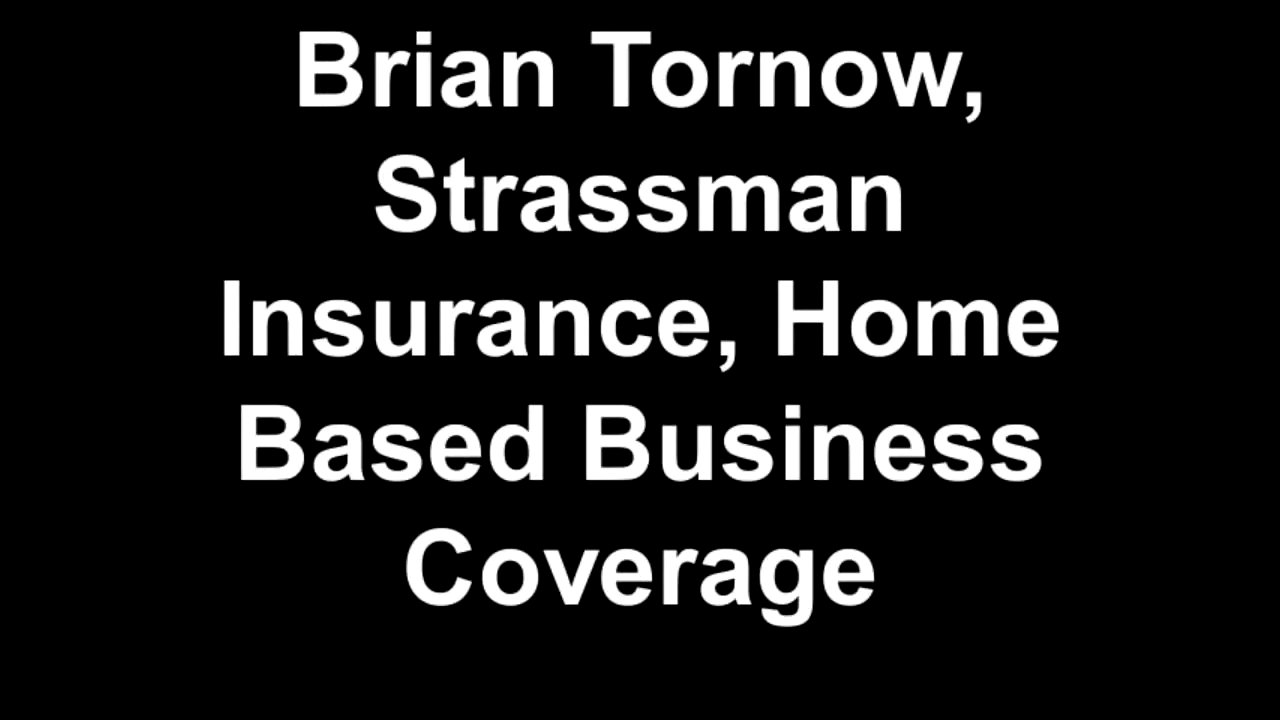 Brian Tornow,
Strassman
Insurance, Home
Based Business
Coverage